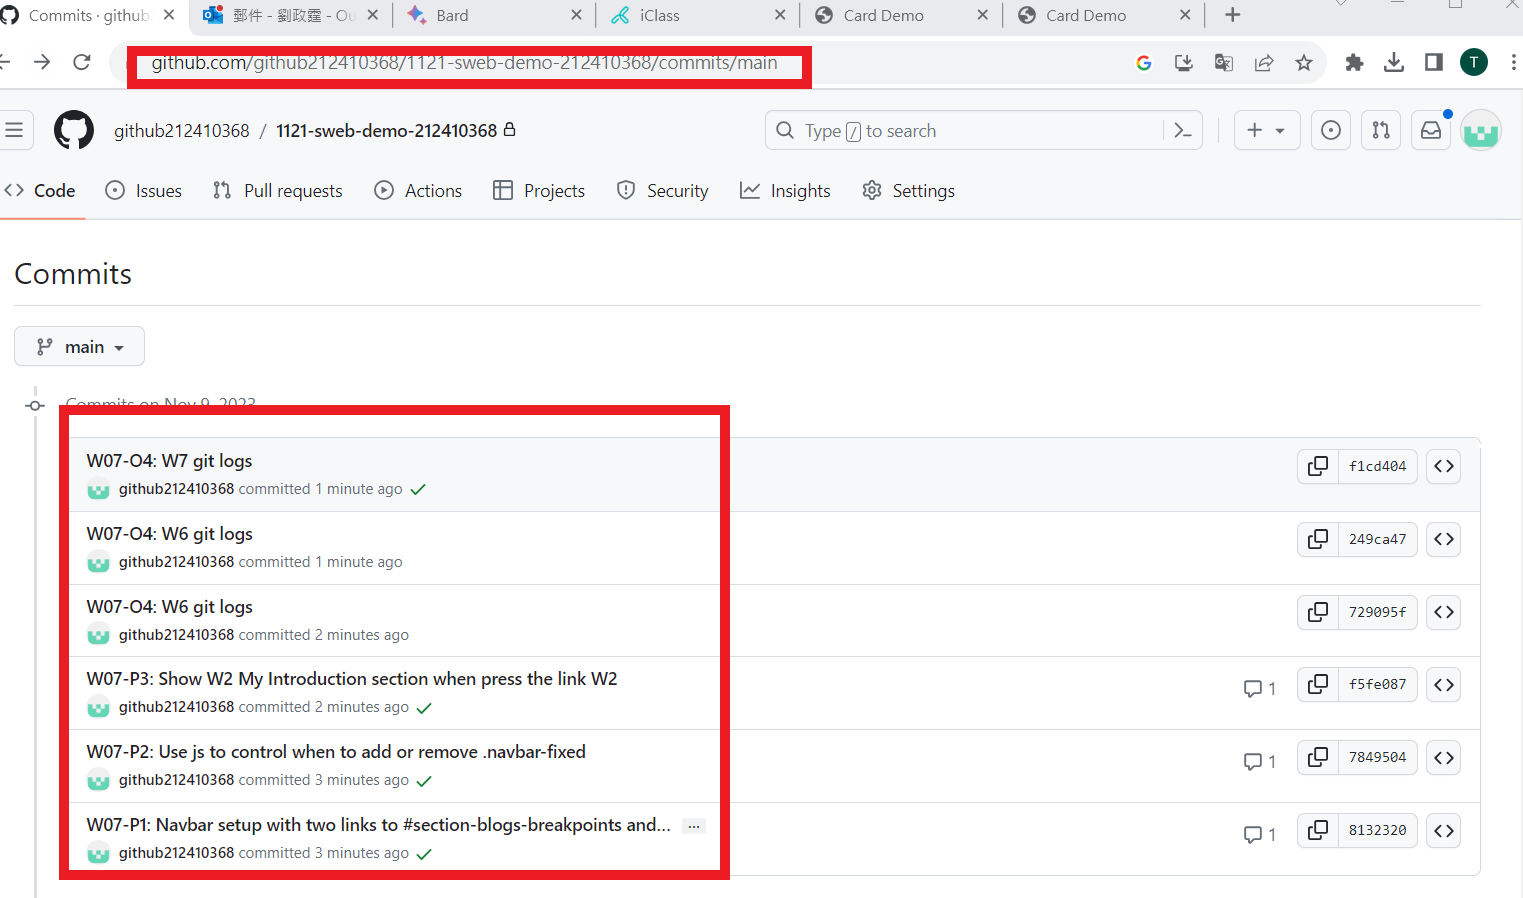 Commits · github.
郵件 - 劉政霆 - Ou
Bard
iClass
Card Demo
Card Demo
github.com/github212410368/1121-sweb-demo-212410368/commits/main
T
github212410368 / 1121-sweb-demo-212410368
Type / to search
Code
Issues
Pull requests
Actions
Projects
Security
Insights
Settings
Commits
main
Commits on Nov 9, 2023
W07-O4: W7 git logs
github212410368 committed 1 minute ago
f1cd404
W07-O4: W6 git logs
github212410368 committed 1 minute ago
249ca47
W07-O4: W6 git logs
github212410368 committed 2 minutes ago
729095f
W07-P3: Show W2 My Introduction section when press the link W2
github212410368 committed 2 minutes ago
1
f5fe087
W07-P2: Use js to control when to add or remove .navbar-fixed
github212410368 committed 3 minutes ago
1
7849504
W07-P1: Navbar setup with two links to #section-blogs-breakpoints and... ...
github212410368 committed 3 minutes ago
1
8132320